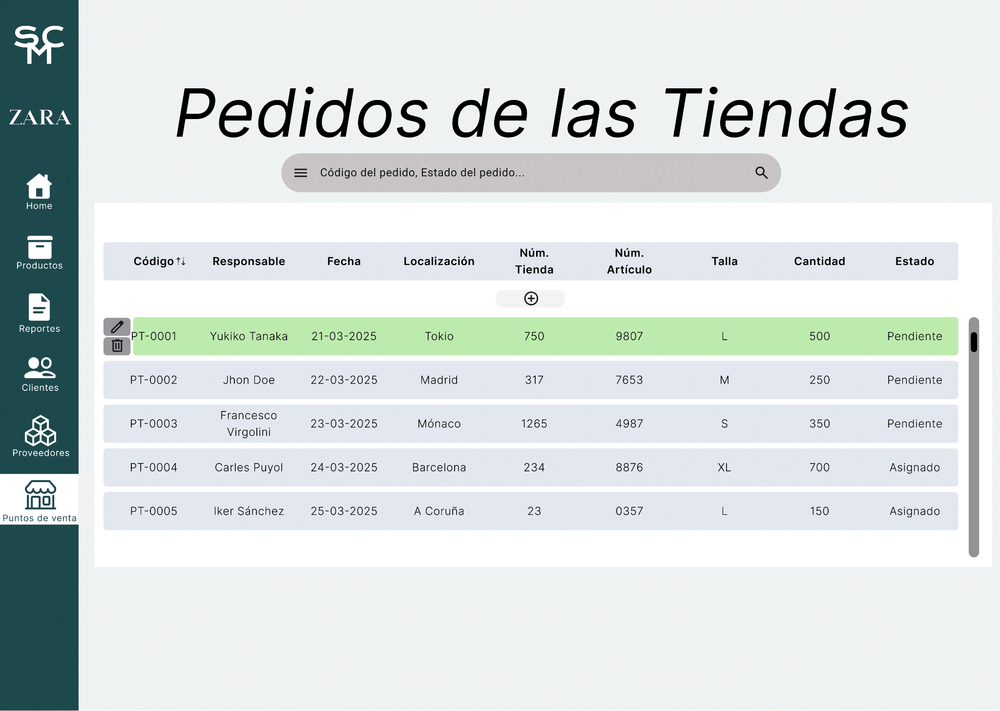 SCM
ZARA
Home
Productos
Reportes
Clientes
Proveedores
Puntos de venta
Pedidos de las Tiendas
Código del pedido, Estado del pedido...
Código Responsable Fecha Localización Núm. Tienda Núm. Artículo Talla Cantidad Estado
PT-0001 Yukiko Tanaka 21-03-2025 Tokio 750 9807 L 500 Pendiente
PT-0002 Jhon Doe 22-03-2025 Madrid 317 7653 M 250 Pendiente
PT-0003 Francesco Virgolini 23-03-2025 Mónaco 1265 4987 S 350 Pendiente
PT-0004 Carles Puyol 24-03-2025 Barcelona 234 8876 XL 700 Asignado
PT-0005 Iker Sánchez 25-03-2025 A Coruña 23 0357 L 150 Asignado